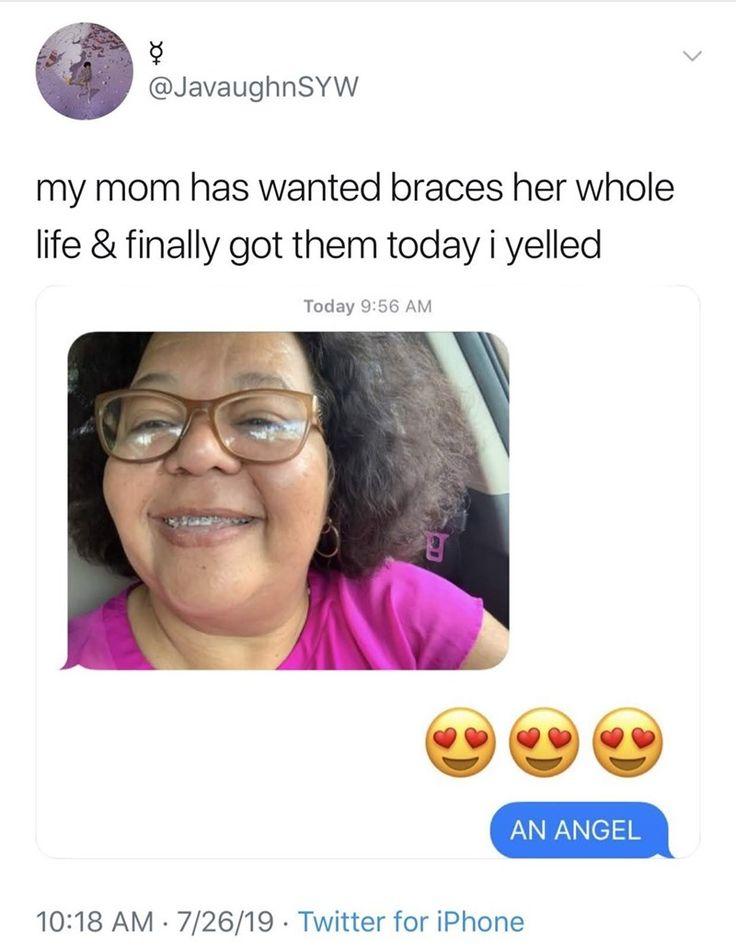 ☿
@JavaughnSYW
my mom has wanted braces her whole
life & finally got them today i yelled
Today 9:56 AM
😍 😍 😍
AN ANGEL
10:18 AM · 7/26/19 · Twitter for iPhone